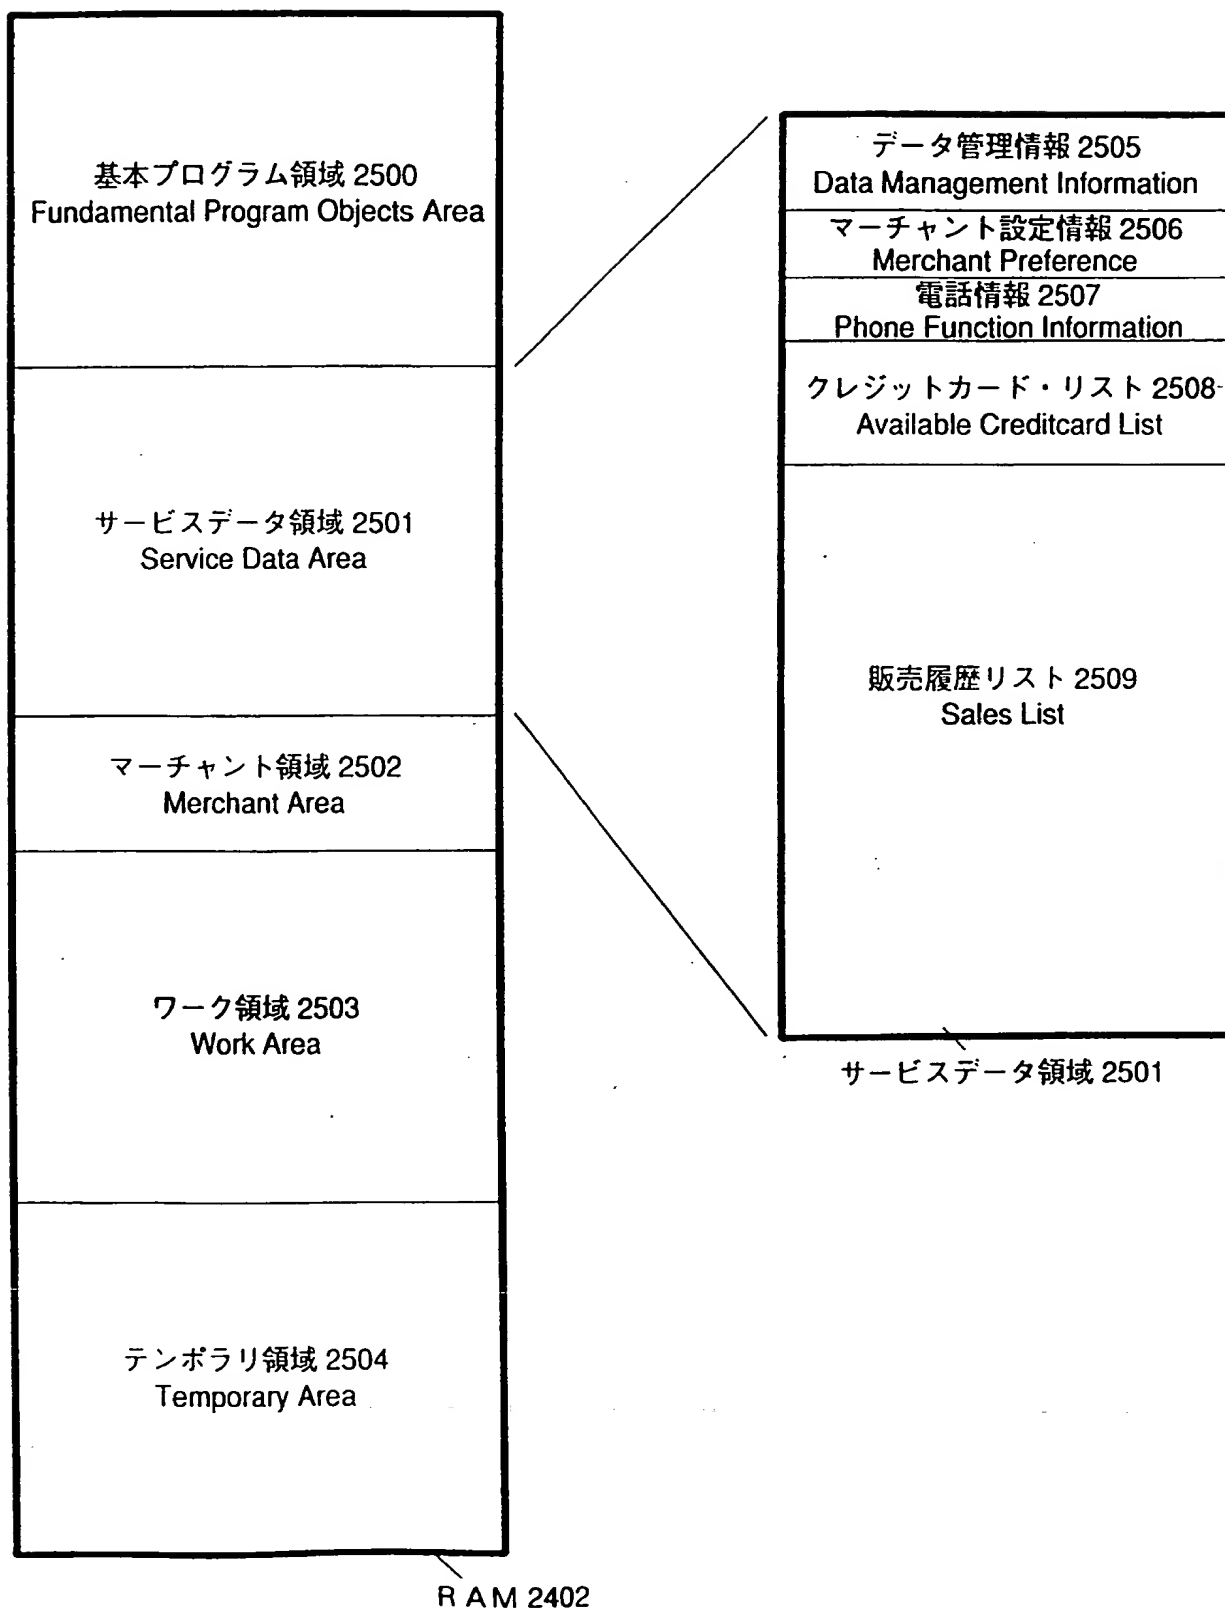 基本プログラム領域 2500
Fundamental Program Objects Area
サービスデータ領域 2501
Service Data Area
マーチャント領域 2502
Merchant Area
ワーク領域 2503
Work Area
テンポラリ領域 2504
Temporary Area
RAM 2402
データ管理情報 2505
Data Management Information
マーチャント設定情報 2506
Merchant Preference
電話情報 2507
Phone Function Information
クレジットカード・リスト 2508
Available Creditcard List
販売履歴リスト 2509
Sales List
サービスデータ領域 2501